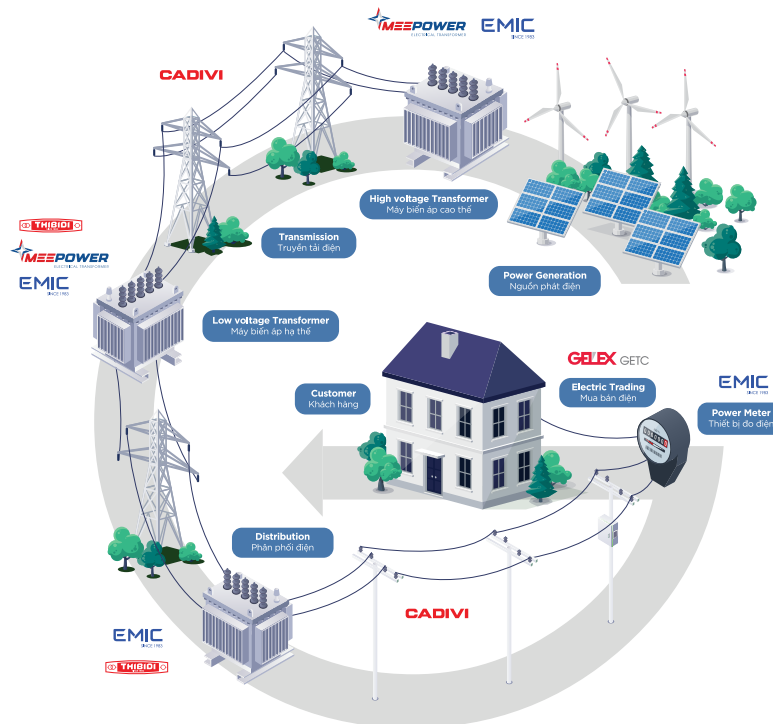 MEEPOWER
ELECTRICAL TRANSFORMER
EMIC
SINCE 1983
CADIVI
High voltage Transformer
Máy biến áp cao thế
THIBIDI
MEEPOWER
ELECTRICAL TRANSFORMER
EMIC
SINCE 1983
Transmission
Truyền tải điện
Power Generation
Nguồn phát điện
Low voltage Transformer
Máy biến áp hạ thế
GELEX GETC
Customer
Khách hàng
Electric Trading
Mua bán điện
EMIC
SINCE 1983
Power Meter
Thiết bị đo điện
Distribution
Phân phối điện
CADIVI
EMIC
SINCE 1983
THIBIDI